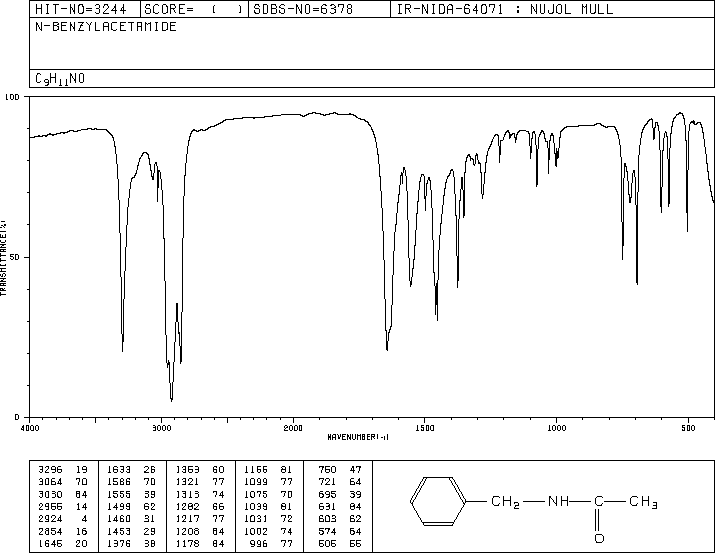 HIT-NO=3244 SCORE= ( ) SDBS-NO=6378 IR-NIDA-64071 : NUJOL MULL
N-BENZYLACETAMIDE
C9H11NO
100
50
0
TRANSMITTANCE(%)
4000 3000 2000 1500 1000 500
WAVENUMBER(-1)
3296 19 1633 26 1353 60 1156 81 750 47
3064 70 1586 70 1321 77 1099 77 721 64
3030 64 1555 39 1313 74 1075 70 695 39
2955 14 1499 62 1282 66 1039 81 631 84
2924 4 1460 31 1217 77 1031 72 603 62
2854 16 1453 29 1208 84 1002 74 574 64
1645 20 1376 38 1178 84 996 77 505 55
CH2 NH C CH3
O